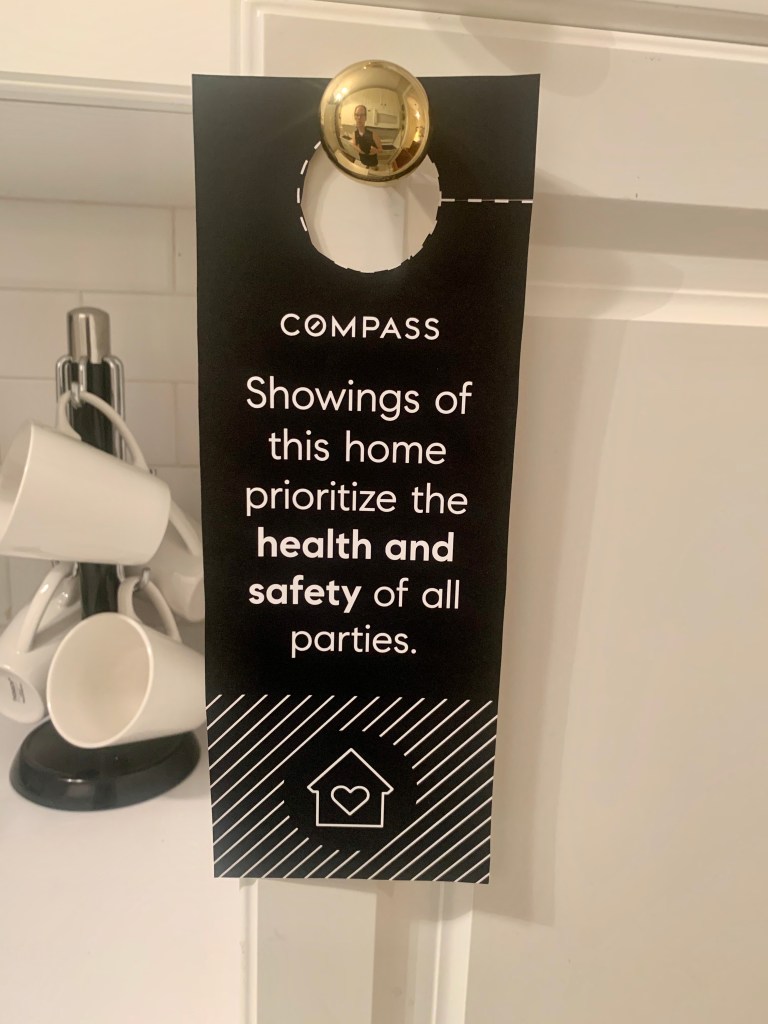 COMPASS
Showings of
this home
prioritize the
health and
safety of all
parties.